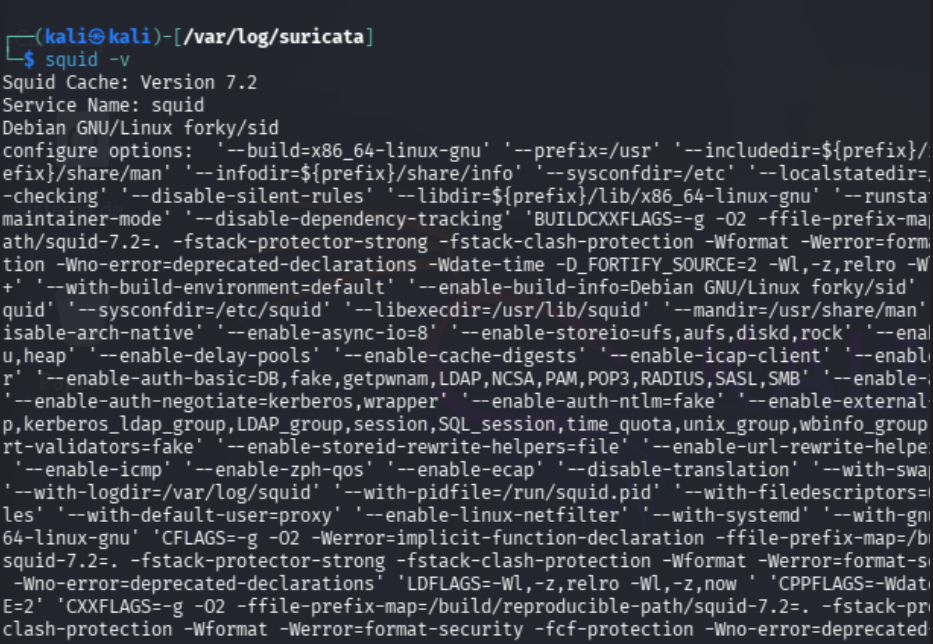 ┌──(kali㉿kali)-[/var/log/suricata]
└─$ squid -v
Squid Cache: Version 7.2
Service Name: squid
Debian GNU/Linux forky/sid
configure options:  '--build=x86_64-linux-gnu' '--prefix=/usr' '--includedir=${prefix}/
efix}/share/man' '--infodir=${prefix}/share/info' '--sysconfdir=/etc' '--localstatedir=
-checking' '--disable-silent-rules' '--libdir=${prefix}/lib/x86_64-linux-gnu' '--runsta
maintainer-mode' '--disable-dependency-tracking' 'BUILDCXXFLAGS=-g -O2 -ffile-prefix-ma
ath/squid-7.2=. -fstack-protector-strong -fstack-clash-protection -Wformat -Werror=form
tion -Wno-error=deprecated-declarations -Wdate-time -D_FORTIFY_SOURCE=2 -Wl,-z,relro -W
+' '--with-build-environment=default' '--enable-build-info=Debian GNU/Linux forky/sid'
quid' '--sysconfdir=/etc/squid' '--libexecdir=/usr/lib/squid' '--mandir=/usr/share/man'
isable-arch-native' '--enable-async-io=8' '--enable-storeio=ufs,aufs,diskd,rock' '--ena
u,heap' '--enable-delay-pools' '--enable-cache-digests' '--enable-icap-client' '--enabl
r' '--enable-auth-basic=DB,fake,getpwnam,LDAP,NCSA,PAM,POP3,RADIUS,SASL,SMB' '--enable-
'--enable-auth-negotiate=kerberos,wrapper' '--enable-auth-ntlm=fake' '--enable-external
p,kerberos_ldap_group,LDAP_group,session,SQL_session,time_quota,unix_group,wbinfo_group
rt-validators=fake' '--enable-storeid-rewrite-helpers=file' '--enable-url-rewrite-helpe
 '--enable-icmp' '--enable-zph-qos' '--enable-ecap' '--disable-translation' '--with-swa
'--with-logdir=/var/log/squid' '--with-pidfile=/run/squid.pid' '--with-filedescriptors=
les' '--with-default-user=proxy' '--enable-linux-netfilter' '--with-systemd' '--with-gn
64-linux-gnu' 'CFLAGS=-g -O2 -Werror=implicit-function-declaration -ffile-prefix-map=/b
squid-7.2=. -fstack-protector-strong -fstack-clash-protection -Wformat -Werror=format-s
 -Wno-error=deprecated-declarations' 'LDFLAGS=-Wl,-z,relro -Wl,-z,now ' 'CPPFLAGS=-Wdat
E=2' 'CXXFLAGS=-g -O2 -ffile-prefix-map=/build/reproducible-path/squid-7.2=. -fstack-pr
clash-protection -Wformat -Werror=format-security -fcf-protection -Wno-error=deprecated